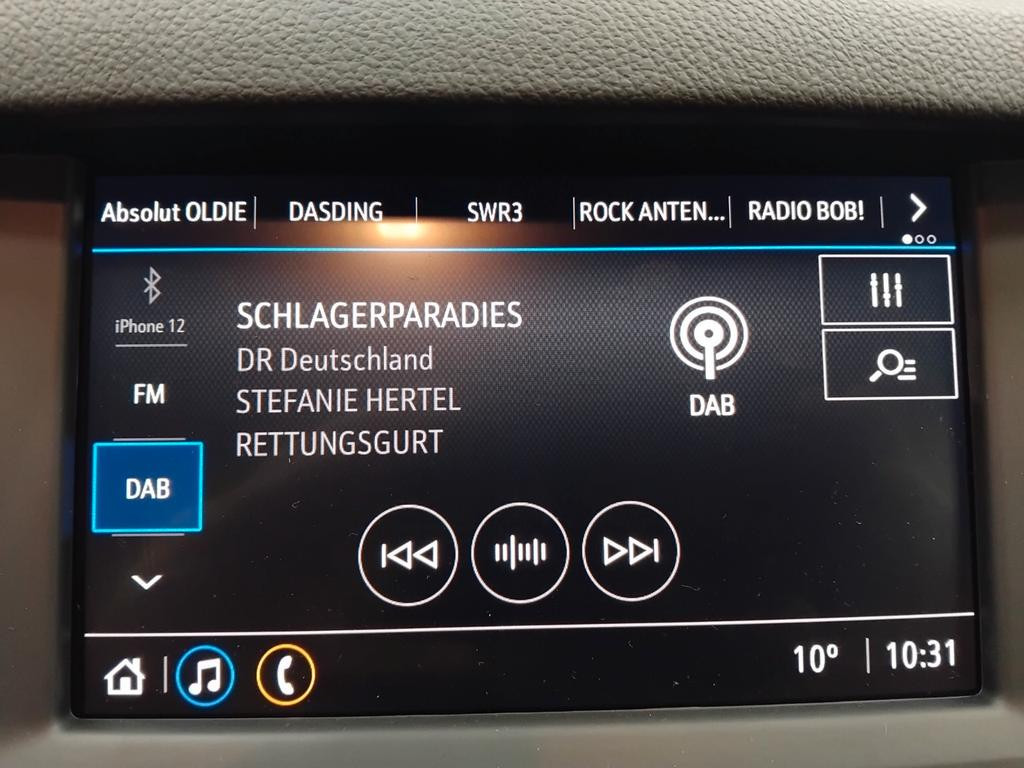 Absolut OLDIE DASDING SWR3 ROCK ANTEN... RADIO BOB!
iPhone 12
FM
DAB
SCHLAGERPARADIES
DR Deutschland
STEFANIE HERTEL
RETTUNGSGURT
DAB
10° 10:31